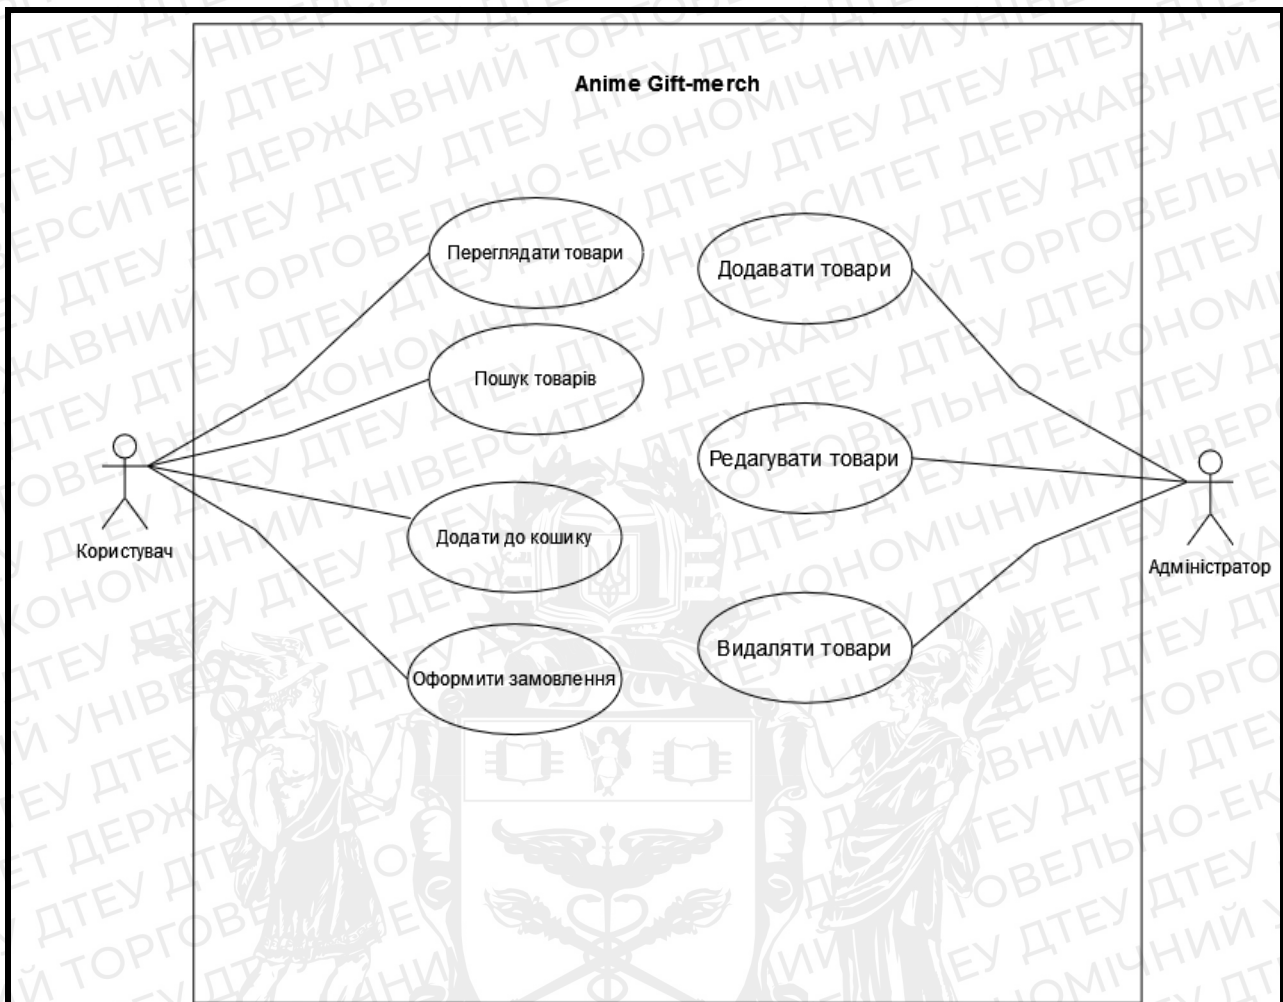 Anime Gift-merch
Переглядати товари
Додавати товари
Пошук товарів
Редагувати товари
Додати до кошику
Користувач
Адміністратор
Видаляти товари
Оформити замовлення